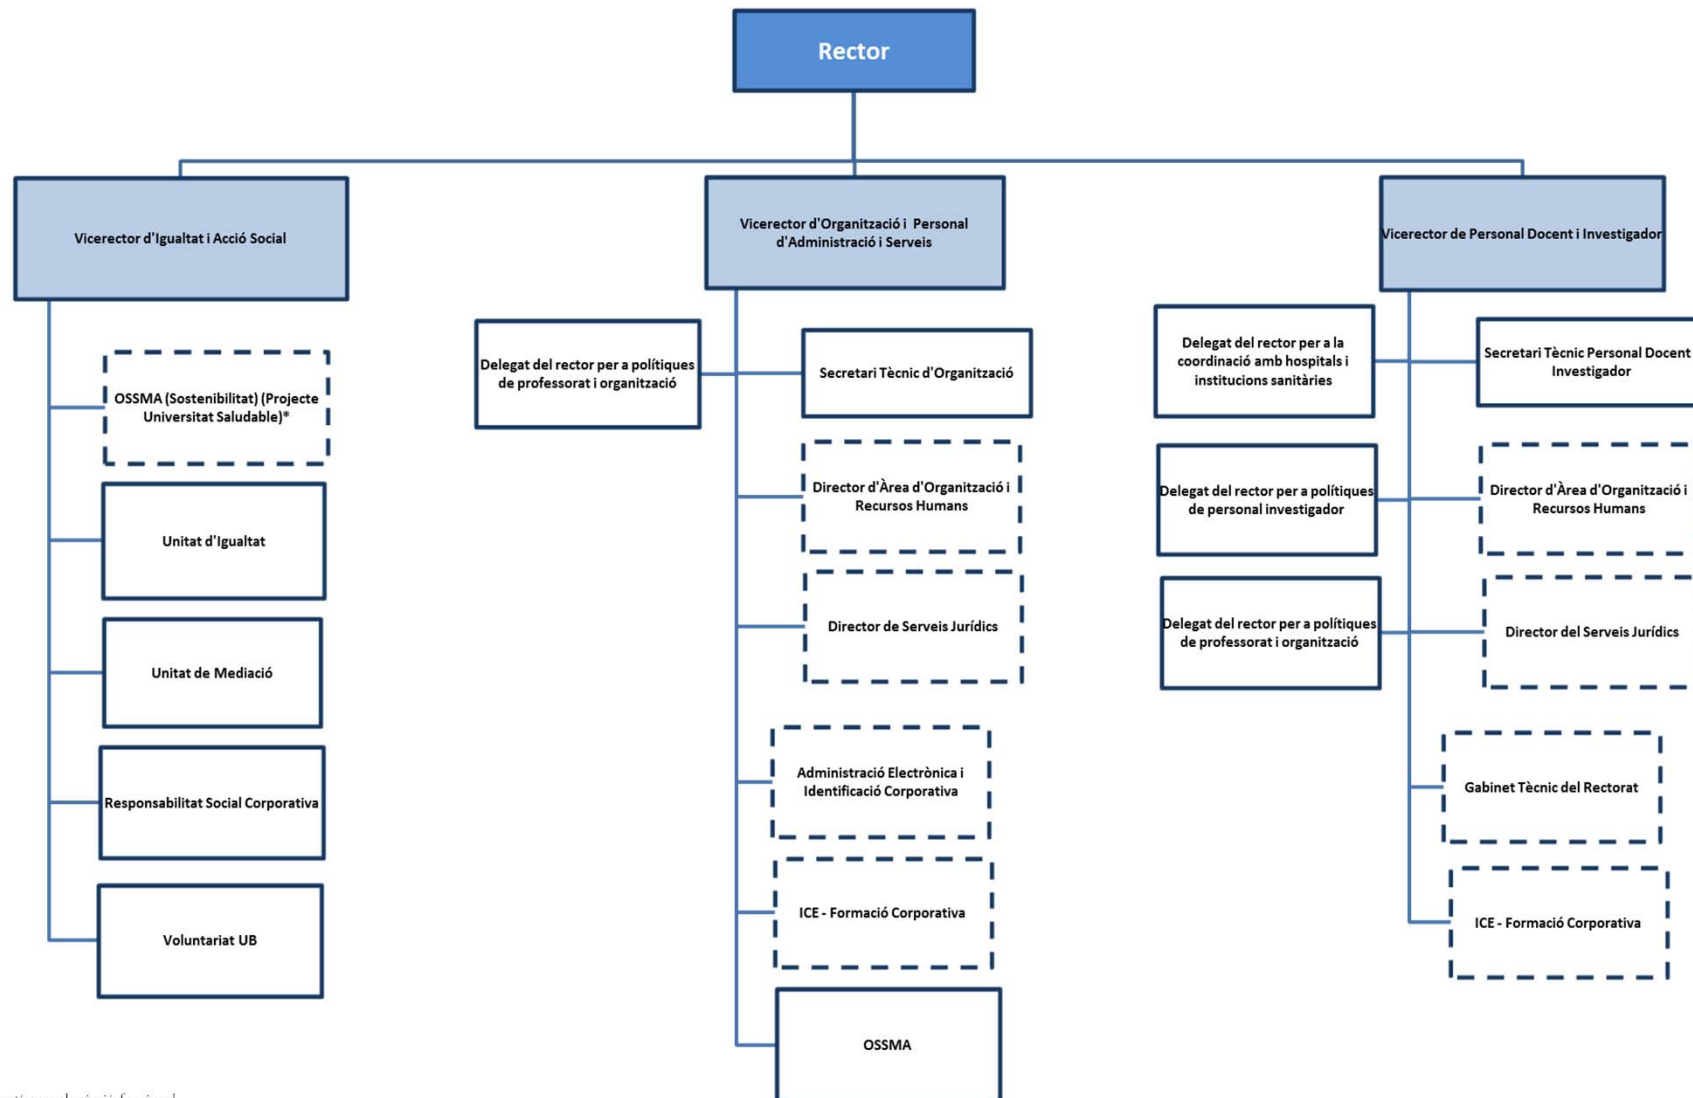 Rector
Vicerector d'Igualtat i Acció Social
OSSMA (Sostenibilitat) (Projecte
Universitat Saludable)*
Unitat d'Igualtat
Unitat de Mediació
Responsabilitat Social Corporativa
Voluntariat UB
Vicerector d'Organització i Personal
d'Administració i Serveis
Delegat del rector per a polítiques
de professorat i organització
Secretari Tècnic d'Organització
Director d'Àrea d'Organització i
Recursos Humans
Director de Serveis Jurídics
Administració Electrònica i
Identificació Corporativa
ICE - Formació Corporativa
OSSMA
Vicerector de Personal Docent i Investigador
Delegat del rector per a la
coordinació amb hospitals i
institucions sanitàries
Secretari Tècnic Personal Docent
Investigador
Delegat del rector per a polítiques
de personal investigador
Director d'Àrea d'Organització i
Recursos Humans
Delegat del rector per a polítiques
de professorat i organització
Director del Serveis Jurídics
Gabinet Tècnic del Rectorat
ICE - Formació Corporativa